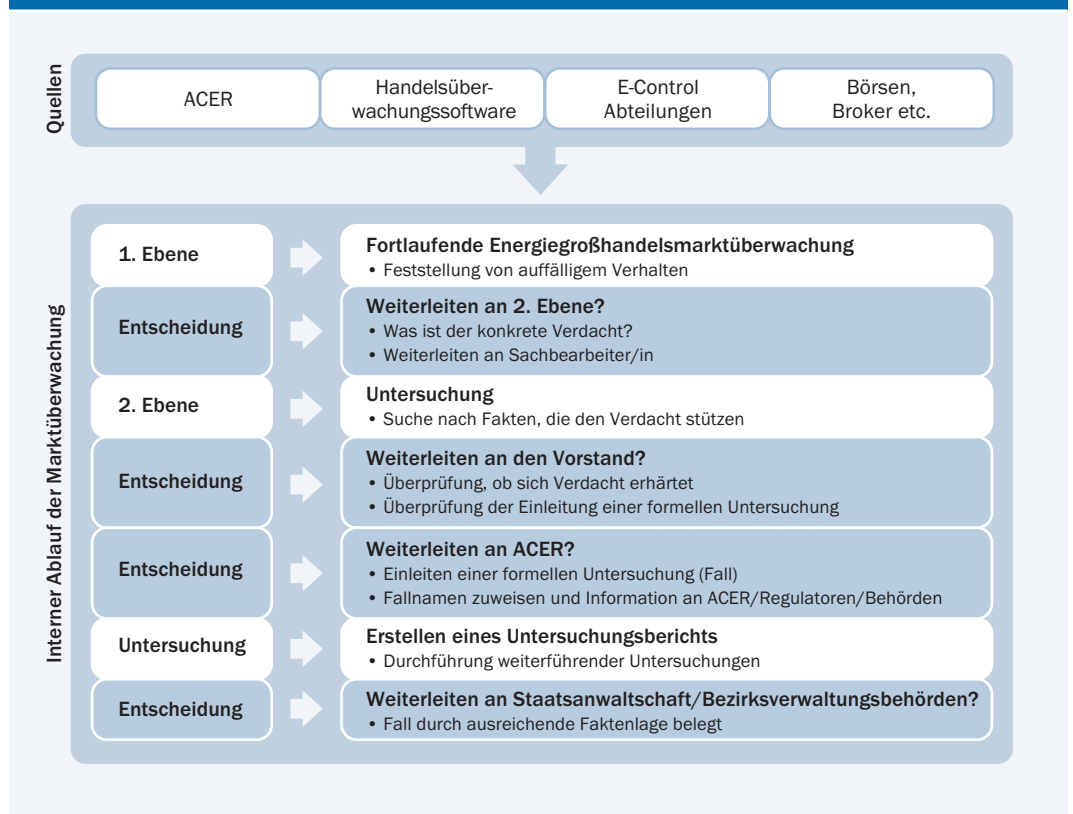 Quellen
ACER
Handelsüber-
wachungssoftware
E-Control
Abteilungen
Börsen,
Broker etc.
Interner Ablauf der Marktüberwachung
1. Ebene
Fortlaufende Energiegroßhandelsmarktüberwachung
• Feststellung von auffälligem Verhalten
Entscheidung
Weiterleiten an 2. Ebene?
• Was ist der konkrete Verdacht?
• Weiterleiten an Sachbearbeiter/in
2. Ebene
Untersuchung
• Suche nach Fakten, die den Verdacht stützen
Entscheidung
Weiterleiten an den Vorstand?
• Überprüfung, ob sich Verdacht erhärtet
• Überprüfung der Einleitung einer formellen Untersuchung
Entscheidung
Weiterleiten an ACER?
• Einleiten einer formellen Untersuchung (Fall)
• Fallnamen zuweisen und Information an ACER/Regulatoren/Behörden
Untersuchung
Erstellen eines Untersuchungsberichts
• Durchführung weiterführender Untersuchungen
Entscheidung
Weiterleiten an Staatsanwaltschaft/Bezirksverwaltungsbehörden?
• Fall durch ausreichende Faktenlage belegt